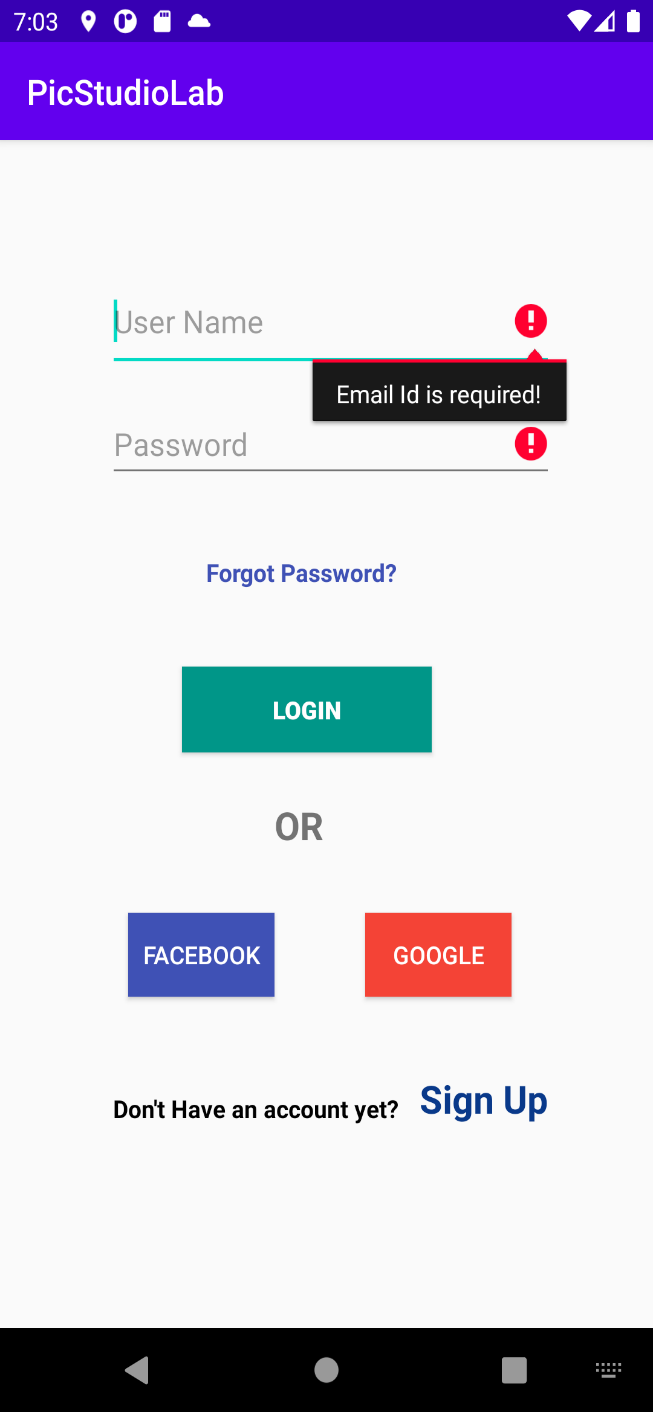 7:03
PicStudioLab
User Name
Email Id is required!
Password
Forgot Password?
LOGIN
OR
FACEBOOK
GOOGLE
Don't Have an account yet? Sign Up